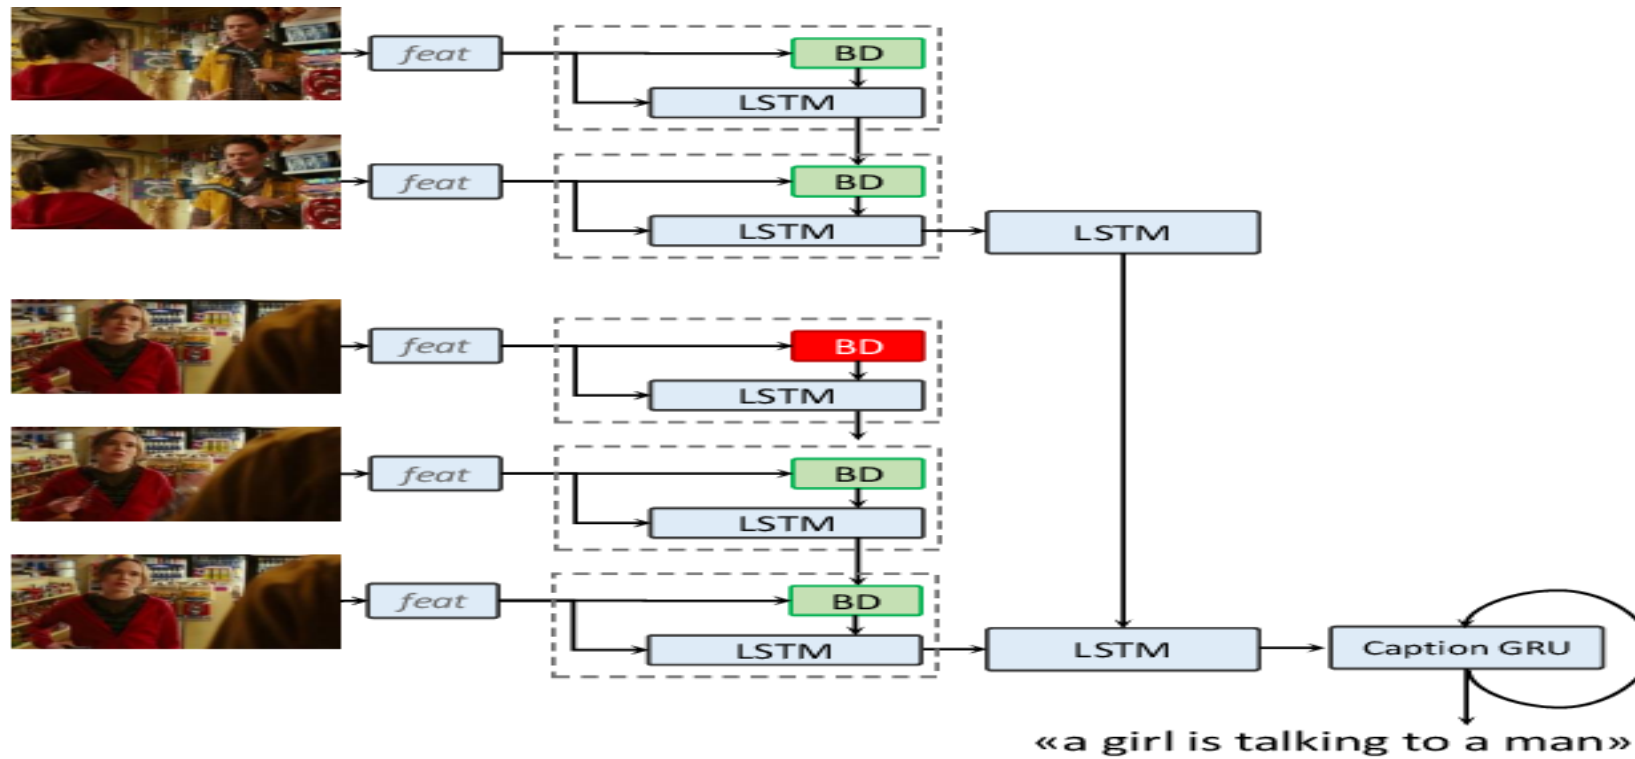 feat
BD
LSTM
feat
BD
LSTM
LSTM
feat
BD
LSTM
feat
BD
LSTM
feat
BD
LSTM
LSTM
Caption GRU
«a girl is talking to a man»